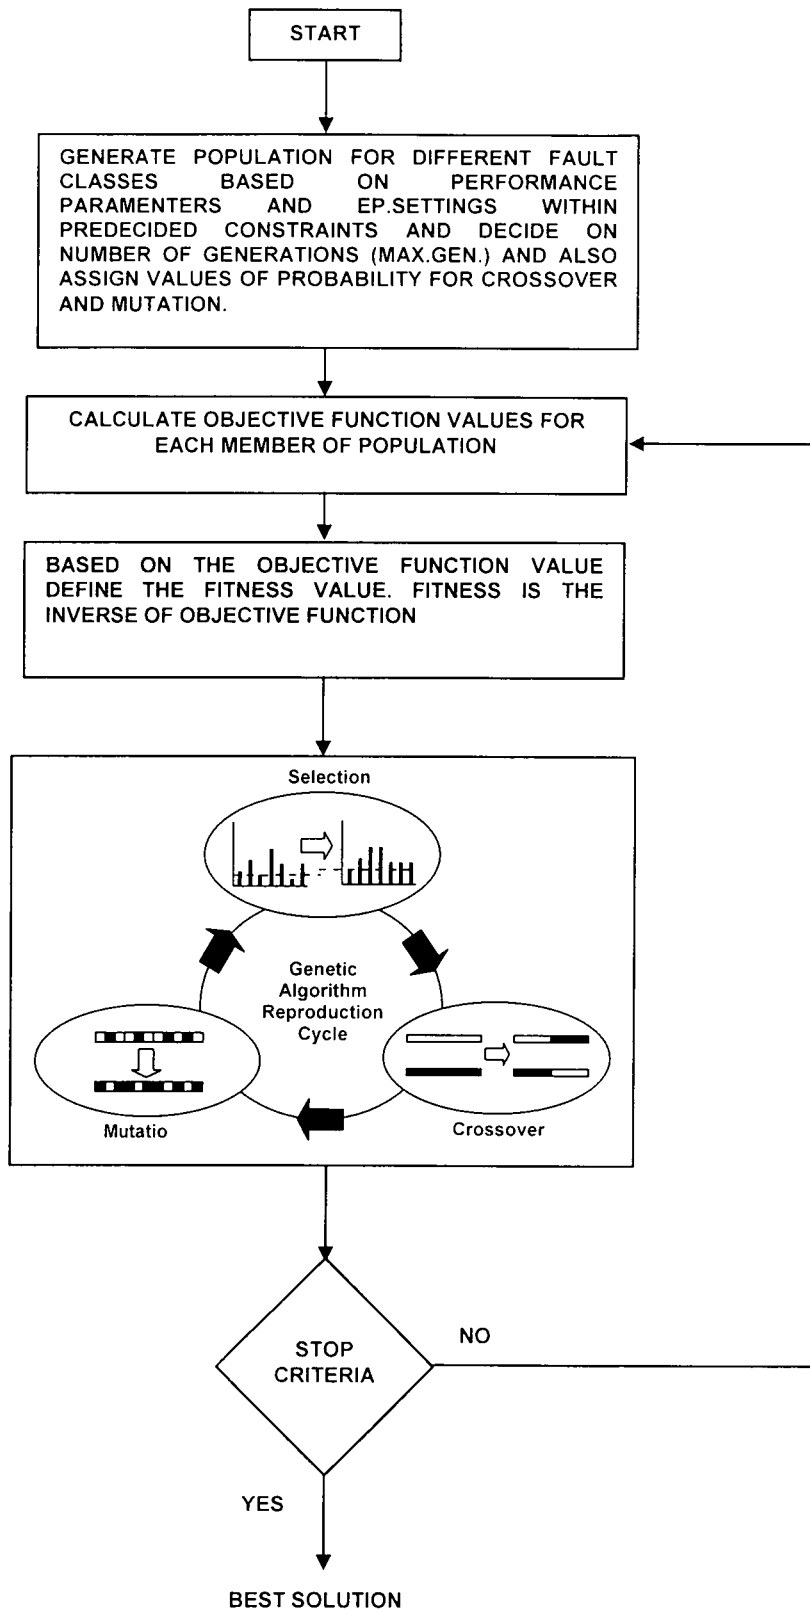 START
GENERATE POPULATION FOR DIFFERENT FAULT
CLASSES BASED ON PERFORMANCE
PARAMENTERS AND EP.SETTINGS WITHIN
PREDECIDED CONSTRAINTS AND DECIDE ON
NUMBER OF GENERATIONS (MAX.GEN.) AND ALSO
ASSIGN VALUES OF PROBABILITY FOR CROSSOVER
AND MUTATION.
CALCULATE OBJECTIVE FUNCTION VALUES FOR
EACH MEMBER OF POPULATION
BASED ON THE OBJECTIVE FUNCTION VALUE
DEFINE THE FITNESS VALUE. FITNESS IS THE
INVERSE OF OBJECTIVE FUNCTION
Selection
Genetic
Algorithm
Reproduction
Cycle
Mutatio
Crossover
STOP
CRITERIA
NO
YES
BEST SOLUTION